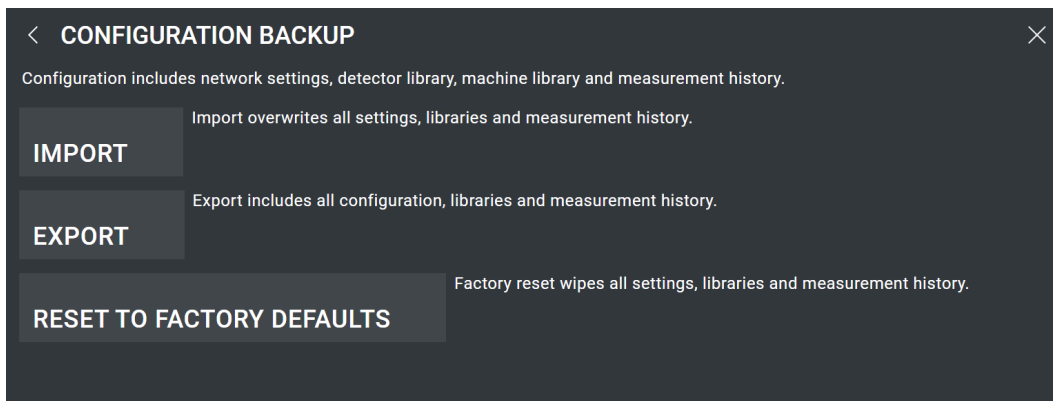 CONFIGURATION BACKUP
Configuration includes network settings, detector library, machine library and measurement history.
Import overwrites all settings, libraries and measurement history.
IMPORT
Export includes all configuration, libraries and measurement history.
EXPORT
Factory reset wipes all settings, libraries and measurement history.
RESET TO FACTORY DEFAULTS